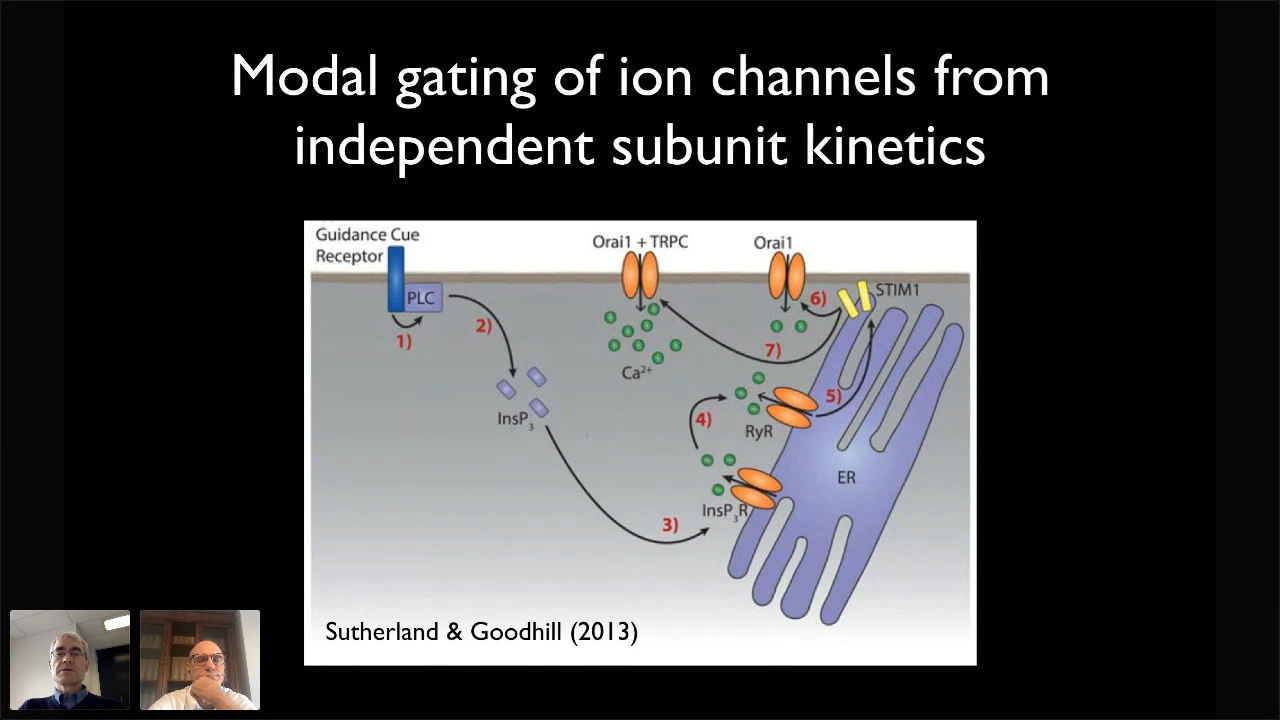 Modal gating of ion channels from
independent subunit kinetics
Guidance Cue
Receptor
PLC
1)
2)
InsP₃
3)
Orai1 + TRPC
Orai1
STIM1
6)
7)
Ca²⁺
5)
4)
RyR
ER
InsP₃R
Sutherland & Goodhill (2013)